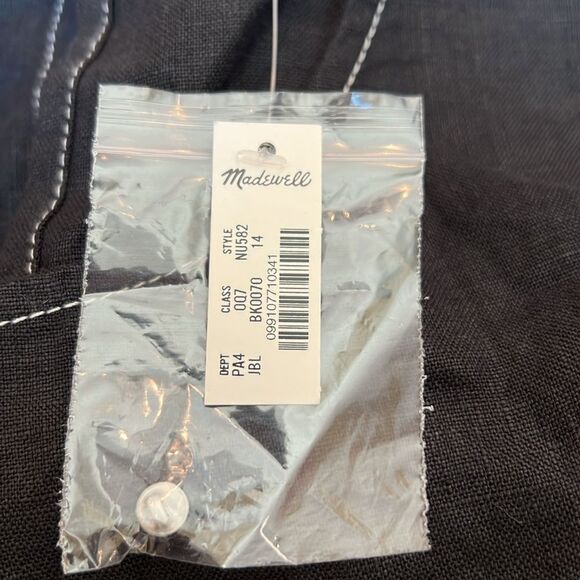 Madewell
DEPT CLASS STYLE
PA4 007 NU582
JBL BK0070 14
099107710341